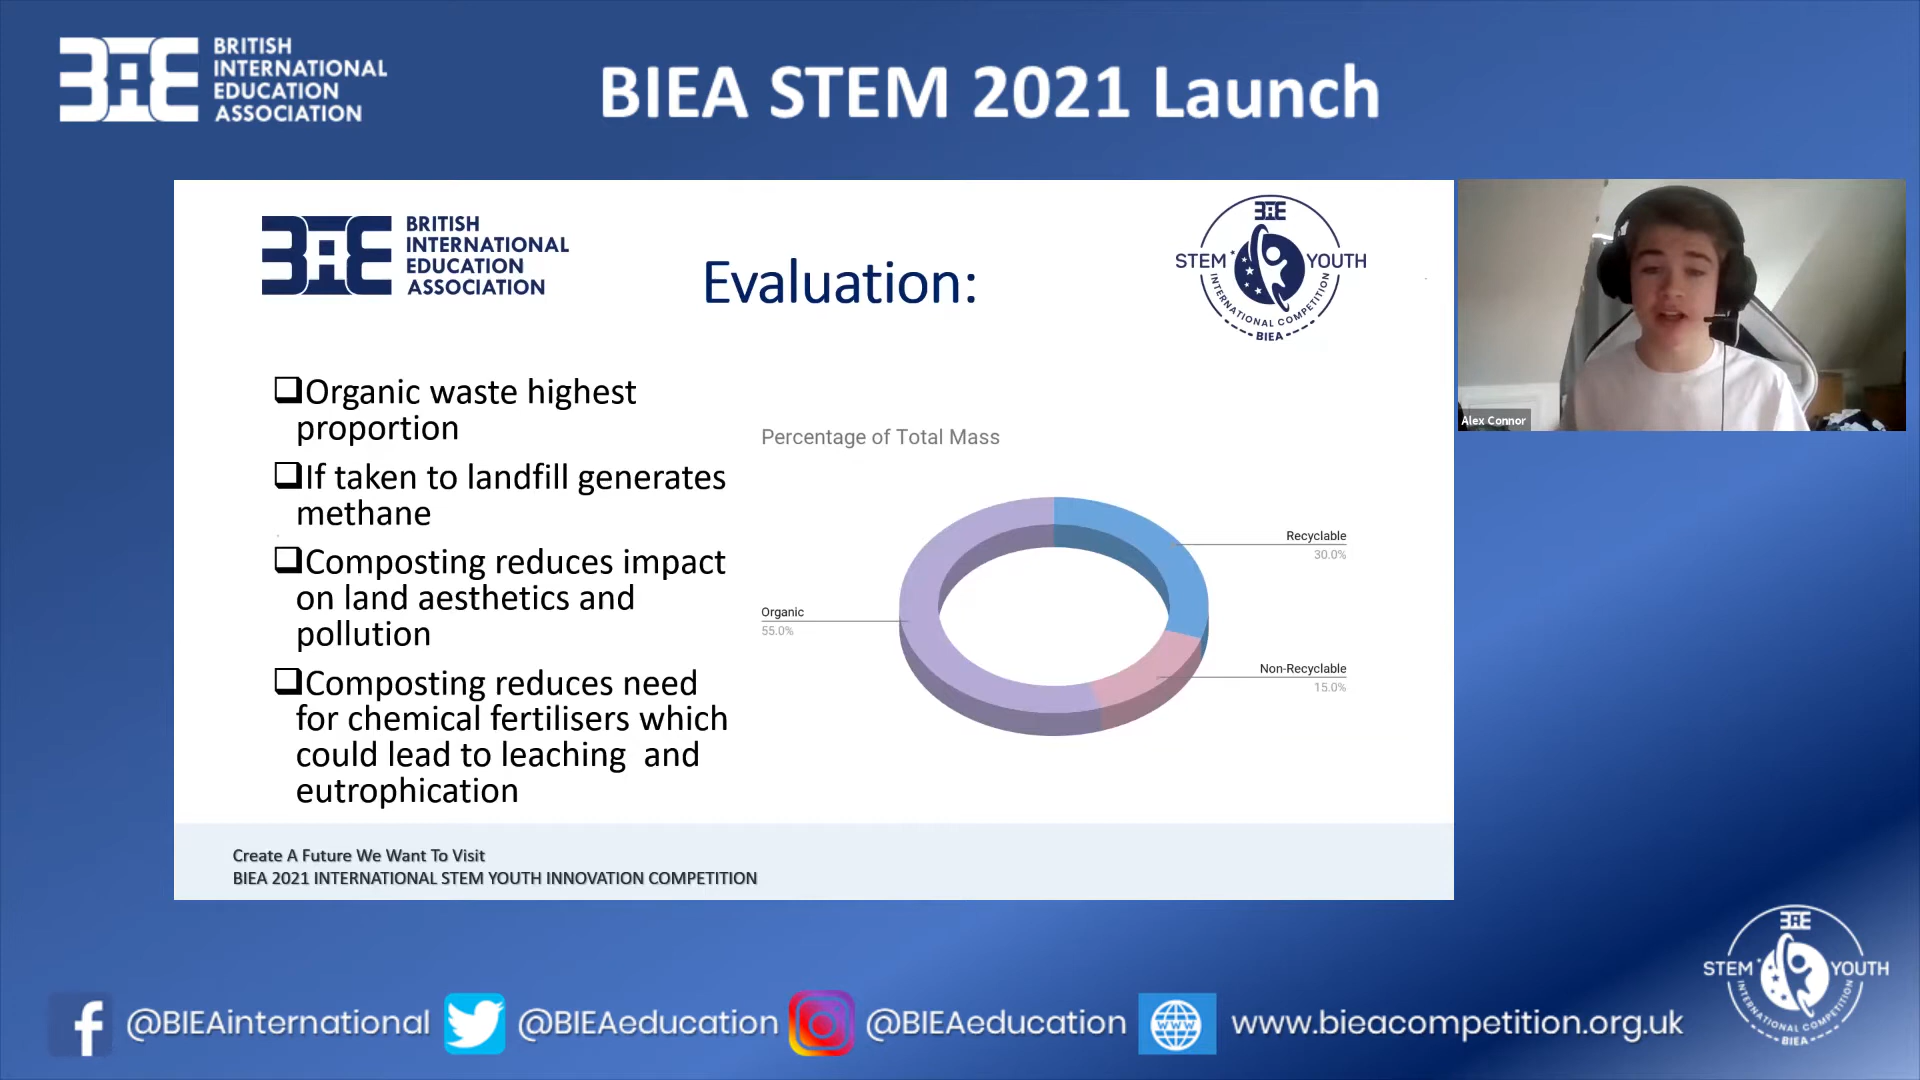 BRITISH
INTERNATIONAL
EDUCATION
ASSOCIATION
BIEA STEM 2021 Launch
BRITISH
INTERNATIONAL
EDUCATION
ASSOCIATION
Evaluation:
STEM YOUTH
INTERNATIONAL COMPETITION
BIEA
Alex Connor
Organic waste highest
proportion
If taken to landfill generates
methane
Composting reduces impact
on land aesthetics and
pollution
Composting reduces need
for chemical fertilisers which
could lead to leaching  and
eutrophication
Percentage of Total Mass
Recyclable
30.0%
Organic
55.0%
Non-Recyclable
15.0%
Create A Future We Want To Visit
BIEA 2021 INTERNATIONAL STEM YOUTH INNOVATION COMPETITION
@BIEAinternational
@BIEAeducation
@BIEAeducation
WWW
www.bieacompetition.org.uk
STEM YOUTH
INTERNATIONAL COMPETITION
BIEA